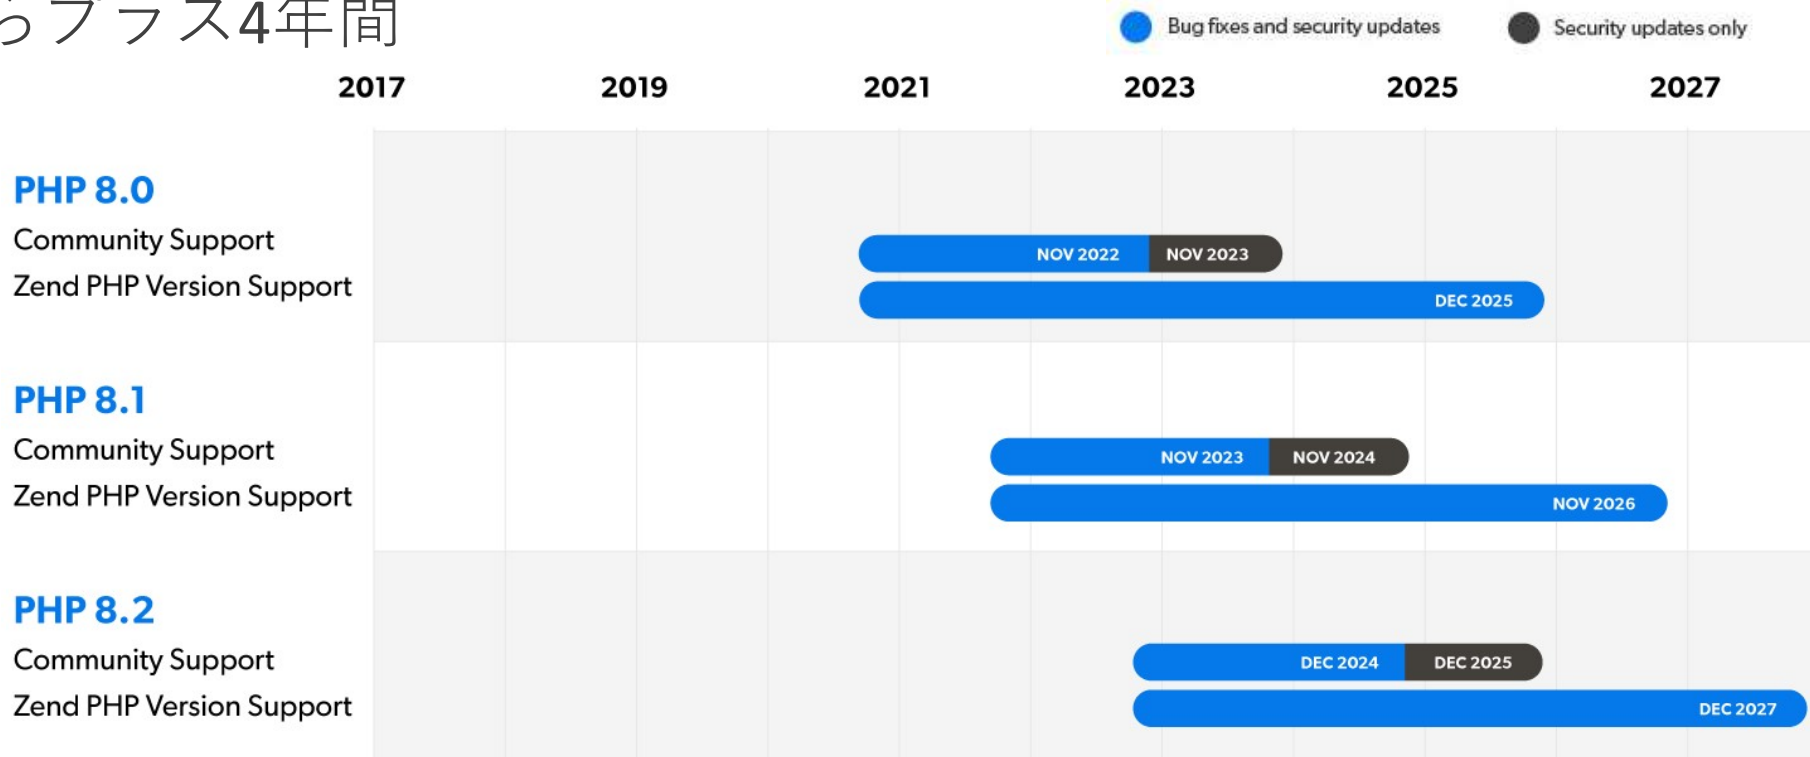 らプラス4年間
Bug fixes and security updates
Security updates only
2017 2019 2021 2023 2025 2027
PHP 8.0
Community Support
NOV 2022 NOV 2023
Zend PHP Version Support
DEC 2025
PHP 8.1
Community Support
NOV 2023 NOV 2024
Zend PHP Version Support
NOV 2026
PHP 8.2
Community Support
DEC 2024 DEC 2025
Zend PHP Version Support
DEC 2027